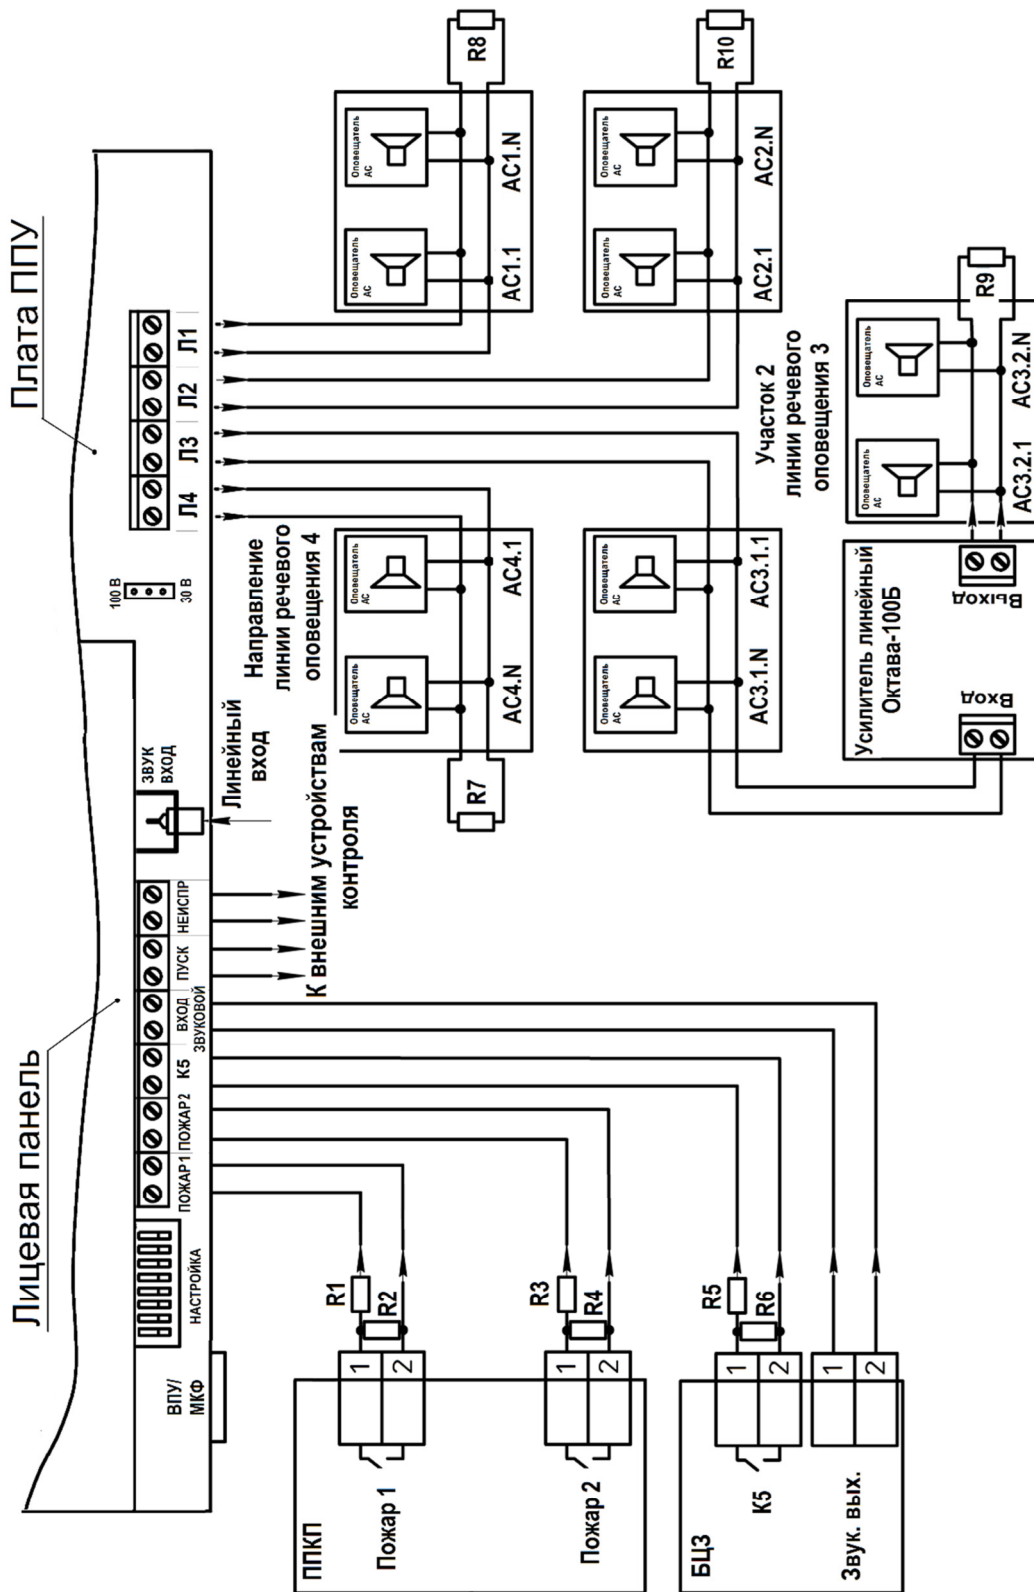 Лицевая панель
Плата ППУ
ВПУ/
МКФ
НАСТРОЙКА
ПОЖАР1
ПОЖАР2
К5
ВХОД
ЗВУКОВОЙ
ПУСК
НЕИСПР
ЗВУК
ВХОД
Линейный
вход
100 В
30 В
Л4
Л3
Л2
Л1
К внешним устройствам
контроля
ППКП
Пожар 1
1
2
R1
R2
Пожар 2
1
2
R3
R4
БЦЗ
К5
1
2
R5
R6
Звук. вых.
1
2
Направление
линии речевого
оповещения 4
R7
Оповещатель
АС
АС4.N
Оповещатель
АС
АС4.1
Оповещатель
АС
АС1.1
Оповещатель
АС
АС1.N
R8
Оповещатель
АС
АС3.1.N
Оповещатель
АС
АС3.1.1
Оповещатель
АС
АС2.1
Оповещатель
АС
АС2.N
R10
Участок 2
линии речевого
оповещения 3
Усилитель линейный
Октава-100Б
Вход
Выход
Оповещатель
АС
АС3.2.1
Оповещатель
АС
АС3.2.N
R9